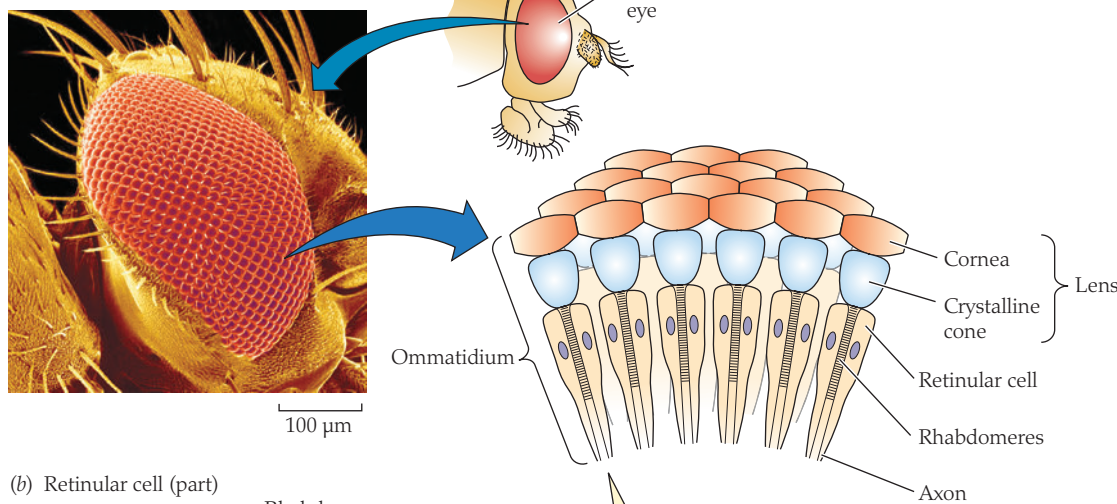 eye
Cornea
Lens
Crystalline
cone
Ommatidium
Retinular cell
Rhabdomeres
100 µm
Axon
(b) Retinular cell (part)